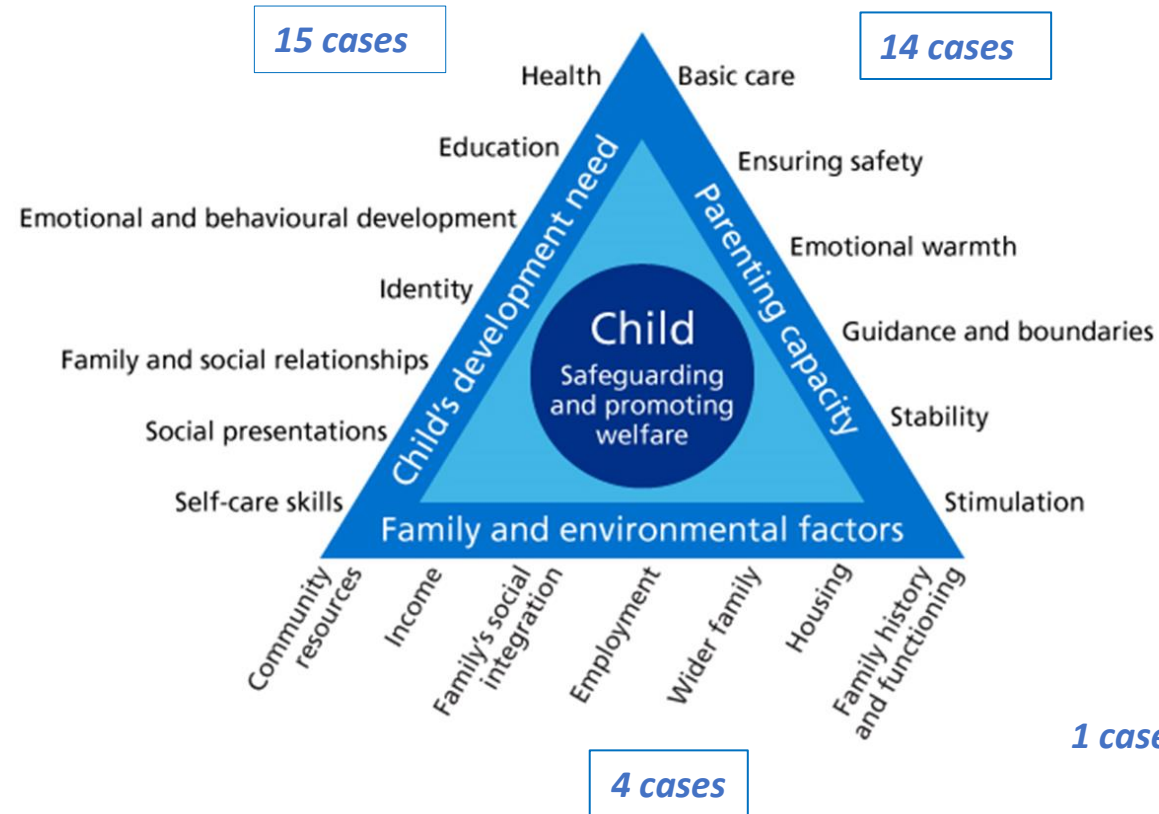 15 cases
14 cases
Health
Education
Emotional and behavioural development
Identity
Family and social relationships
Social presentations
Self-care skills
Child's development need
Basic care
Ensuring safety
Emotional warmth
Guidance and boundaries
Stability
Stimulation
Parenting capacity
Child
Safeguarding
and promoting
welfare
Family and environmental factors
Community
resources
Income
Family's social
integration
Employment
Wider family
Housing
Family history
and functioning
1 case
4 cases